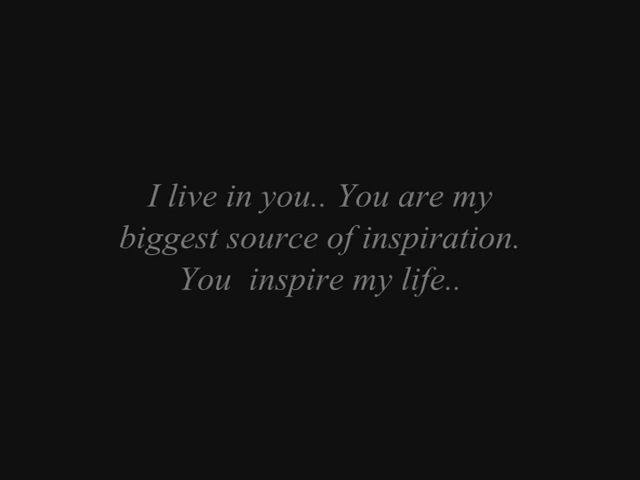 I live in you.. You are my
biggest source of inspiration.
You  inspire my life..